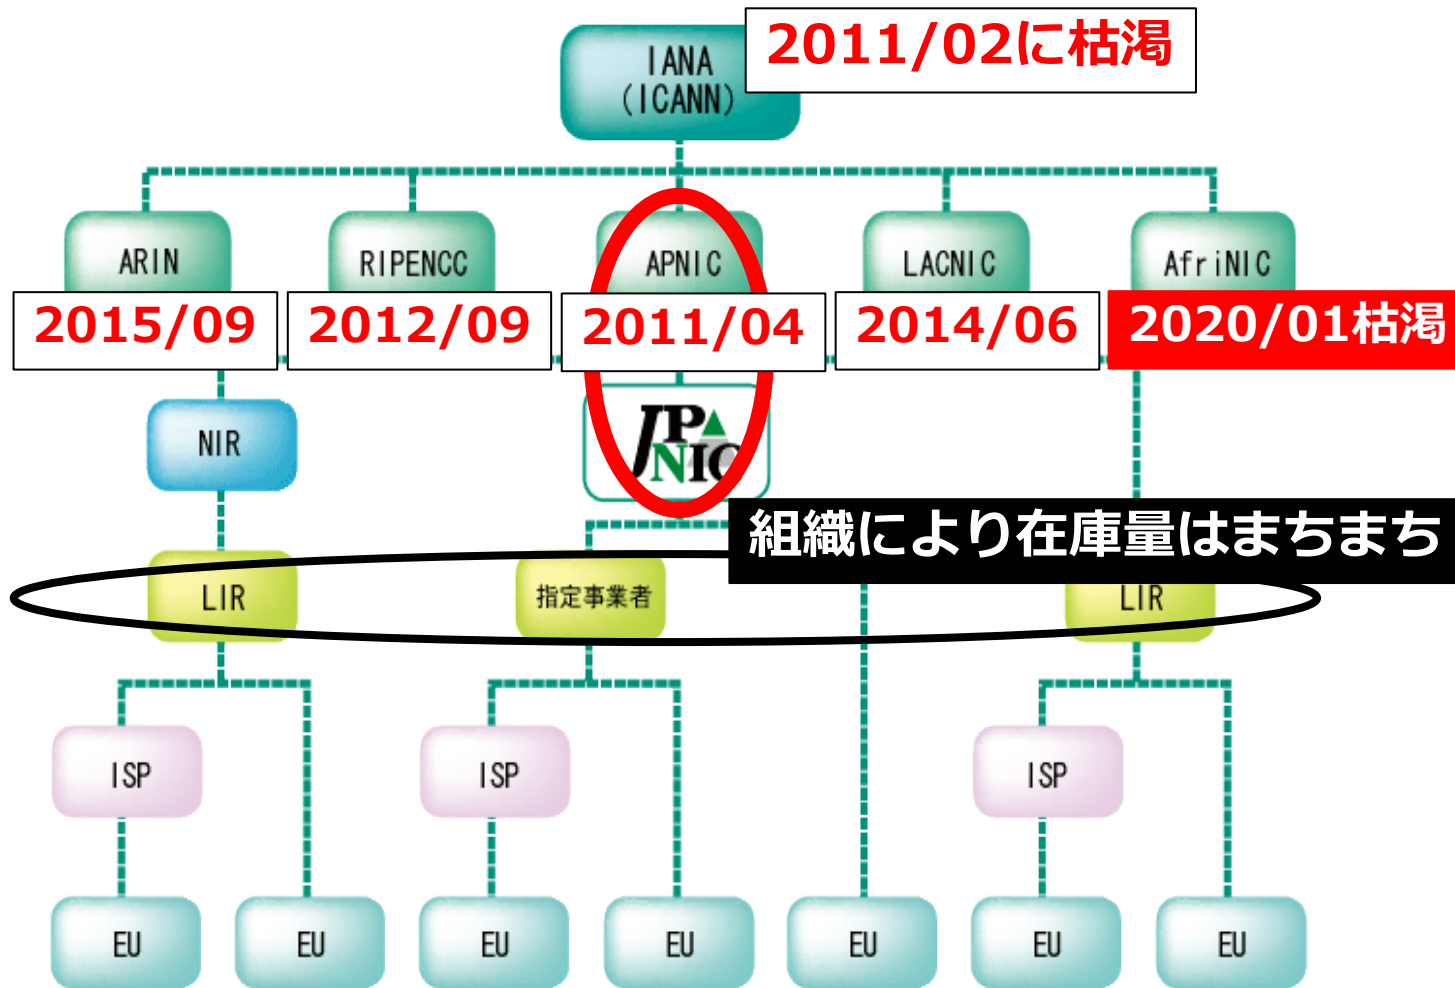 2011/02に枯渇
IANA
(ICANN)
ARIN
RIPENCC
APNIC
LACNIC
AfriNIC
2015/09
2012/09
2011/04
2014/06
2020/01枯渇
NIR
JPNIC
組織により在庫量はまちまち
LIR
指定事業者
LIR
ISP
ISP
ISP
EU
EU
EU
EU
EU
EU
EU